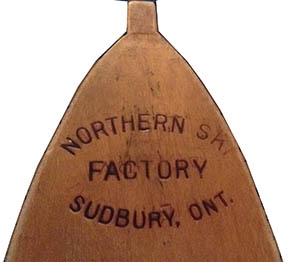 NORTHERN SKI
FACTORY
SUDBURY, ONT.